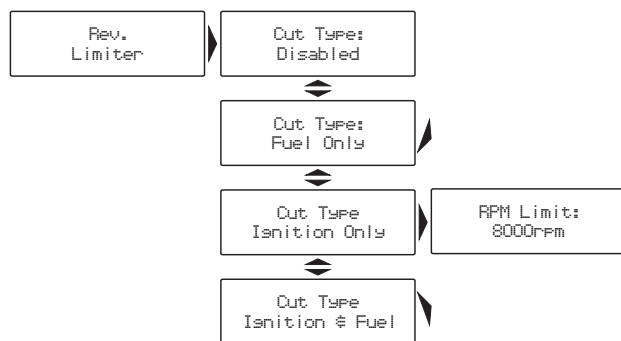 Rev.
Limiter
Cut Type:
Disabled
Cut Type:
Fuel Only
Cut Type
Ignition Only
RPM Limit:
8000rpm
Cut Type
Ignition & Fuel